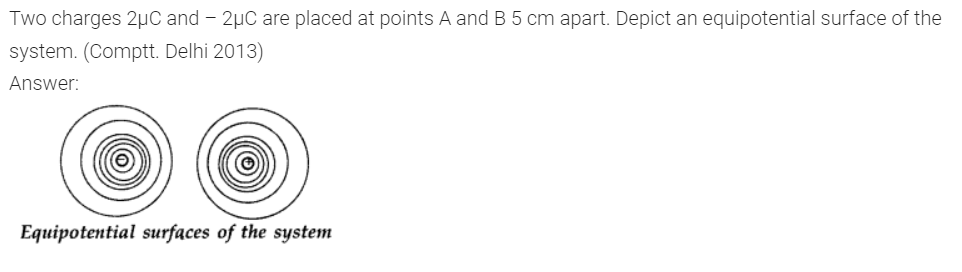 Two charges 2µC and – 2µC are placed at points A and B 5 cm apart. Depict an equipotential surface of the
system. (Comptt. Delhi 2013)
Answer:
Equipotential surfaces of the system